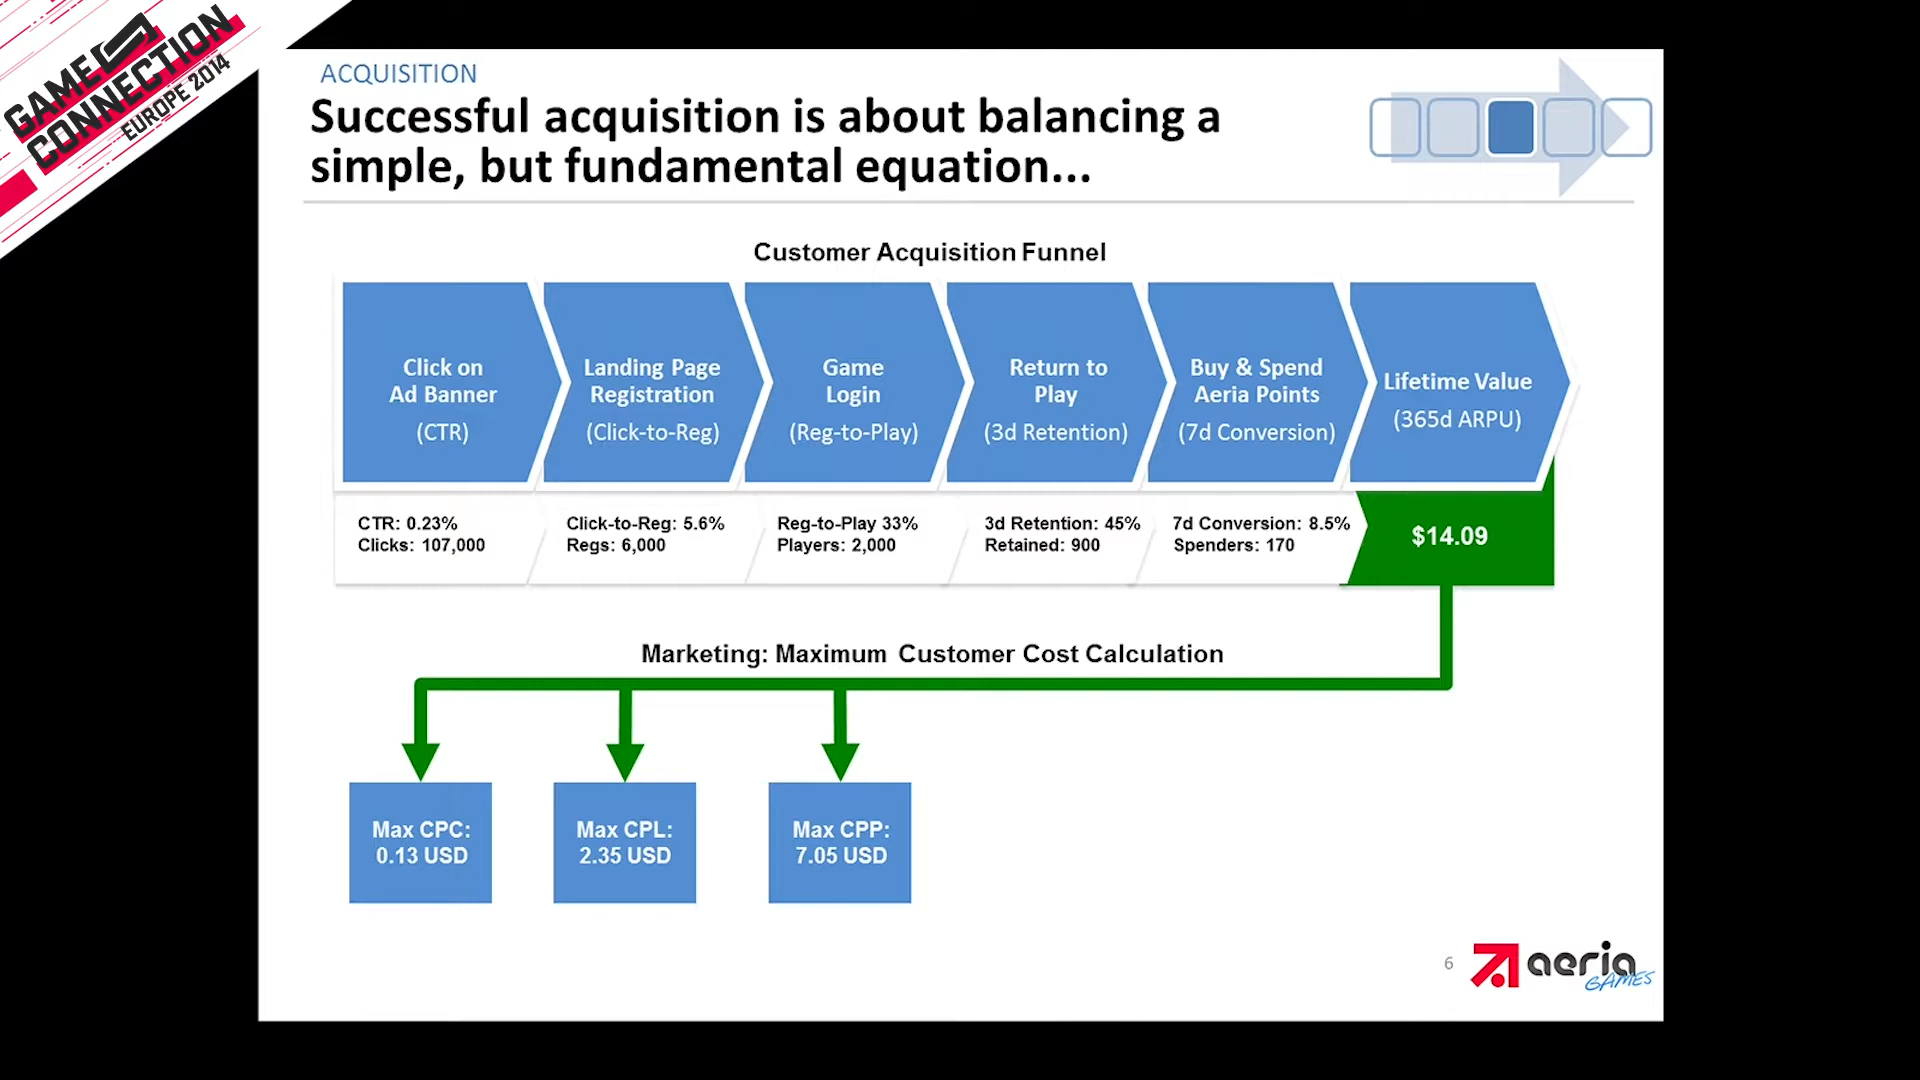 GAME
CONNECTION
EUROPE 2014
ACQUISITION
Successful acquisition is about balancing a
simple, but fundamental equation...
Customer Acquisition Funnel
Click on
Ad Banner
(CTR)
Landing Page
Registration
(Click-to-Reg)
Game
Login
(Reg-to-Play)
Return to
Play
(3d Retention)
Buy & Spend
Aeria Points
(7d Conversion)
Lifetime Value
(365d ARPU)
CTR: 0.23%
Clicks: 107,000
Click-to-Reg: 5.6%
Regs: 6,000
Reg-to-Play 33%
Players: 2,000
3d Retention: 45%
Retained: 900
7d Conversion: 8.5%
Spenders: 170
$14.09
Marketing: Maximum Customer Cost Calculation
Max CPC:
0.13 USD
Max CPL:
2.35 USD
Max CPP:
7.05 USD
6
aeria
GAMES